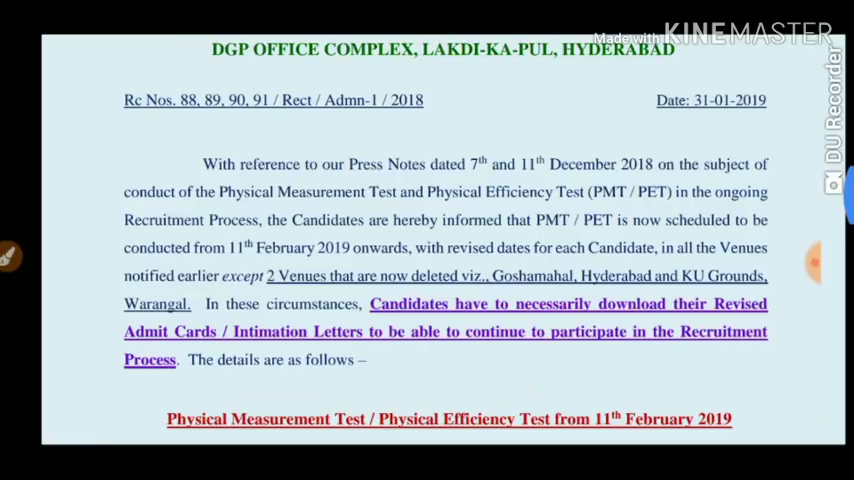 Made with KINEMASTER
DGP OFFICE COMPLEX, LAKDI-KA-PUL, HYDERABAD
Rc Nos. 88, 89, 90, 91 / Rect / Admn-1 / 2018 Date: 31-01-2019
With reference to our Press Notes dated 7th and 11th December 2018 on the subject of
conduct of the Physical Measurement Test and Physical Efficiency Test (PMT / PET) in the ongoing
Recruitment Process, the Candidates are hereby informed that PMT / PET is now scheduled to be
conducted from 11th February 2019 onwards, with revised dates for each Candidate, in all the Venues
notified earlier except 2 Venues that are now deleted viz., Goshamahal, Hyderabad and KU Grounds,
Warangal. In these circumstances, Candidates have to necessarily download their Revised
Admit Cards / Intimation Letters to be able to continue to participate in the Recruitment
Process. The details are as follows –
Physical Measurement Test / Physical Efficiency Test from 11th February 2019
DU Recorder